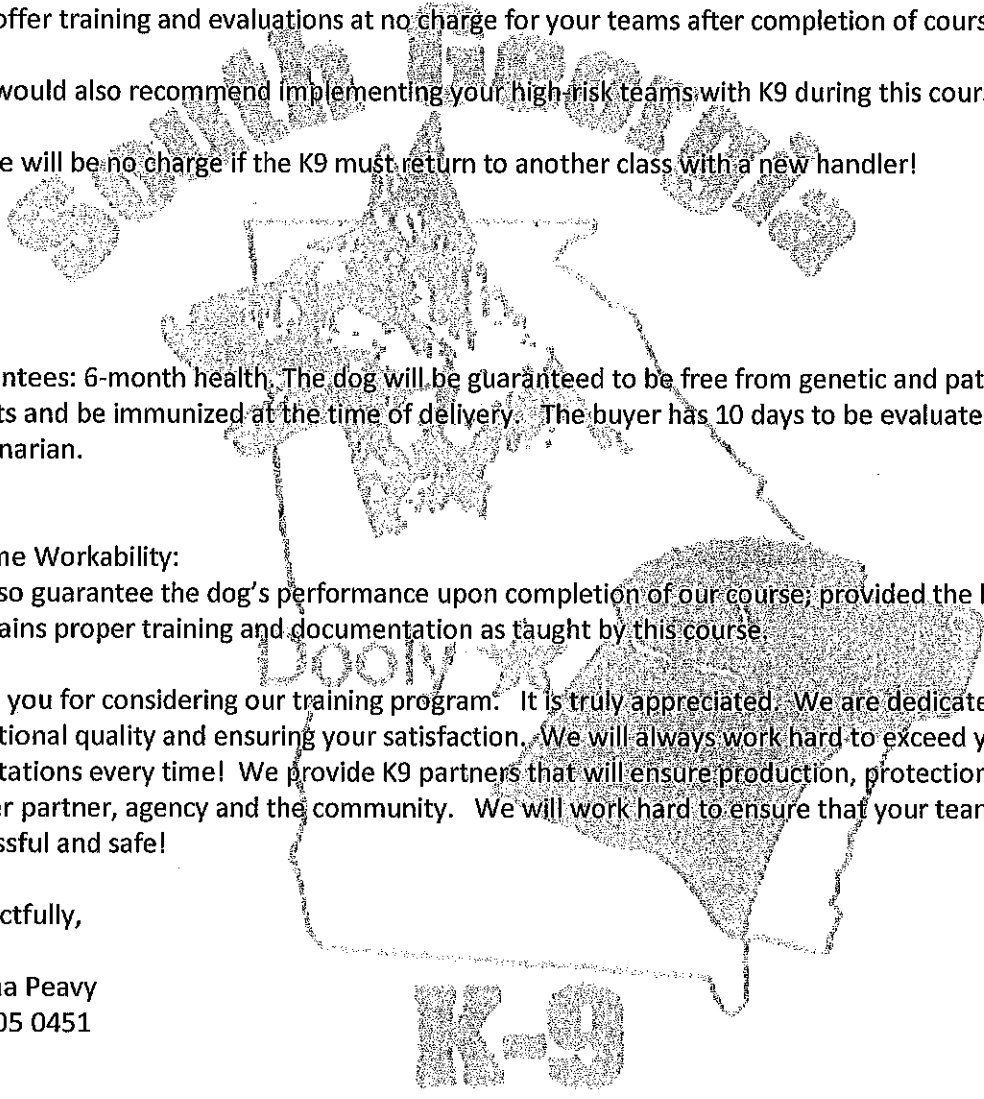 offer training and evaluations at no charge for your teams after completion of cours
would also recommend implementing your high-risk teams with K9 during this cour
e will be no charge if the K9 must return to another class with a new handler!
South Georgia
ntees: 6-month health. The dog will be guaranteed to be free from genetic and pat
ts and be immunized at the time of delivery. The buyer has 10 days to be evaluate
narian.
me Workability:
so guarantee the dog's performance upon completion of our course; provided the
ains proper training and documentation as taught by this course.
Dooly
you for considering our training program. It is truly appreciated. We are dedicate
tional quality and ensuring your satisfaction. We will always work hard to exceed y
tations every time! We provide K9 partners that will ensure production, protection
er partner, agency and the community. We will work hard to ensure that your tear
ssful and safe!
ctfully,
na Peavy
05 0451
K-9